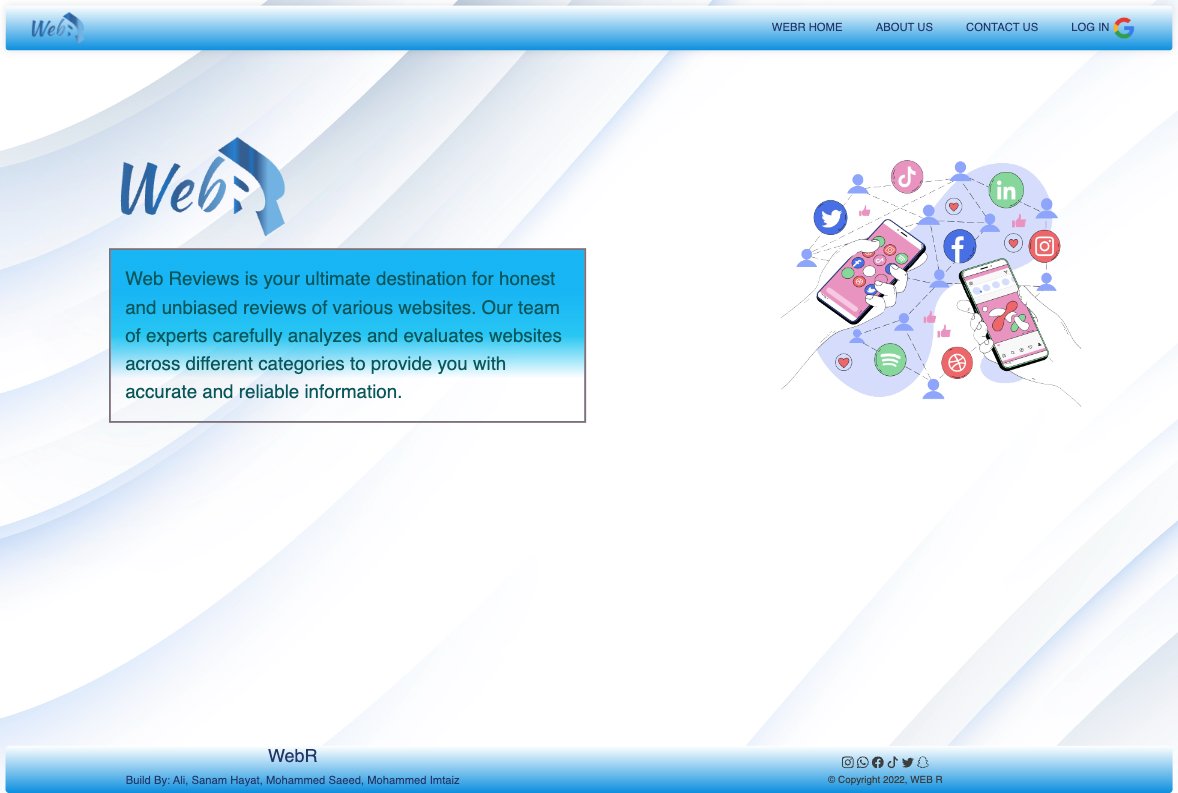 WebR
WEBR HOME
ABOUT US
CONTACT US
LOG IN
WebR
Web Reviews is your ultimate destination for honest
and unbiased reviews of various websites. Our team
of experts carefully analyzes and evaluates websites
across different categories to provide you with
accurate and reliable information.
WebR
Build By: Ali, Sanam Hayat, Mohammed Saeed, Mohammed Imtaiz
© Copyright 2022, WEB R